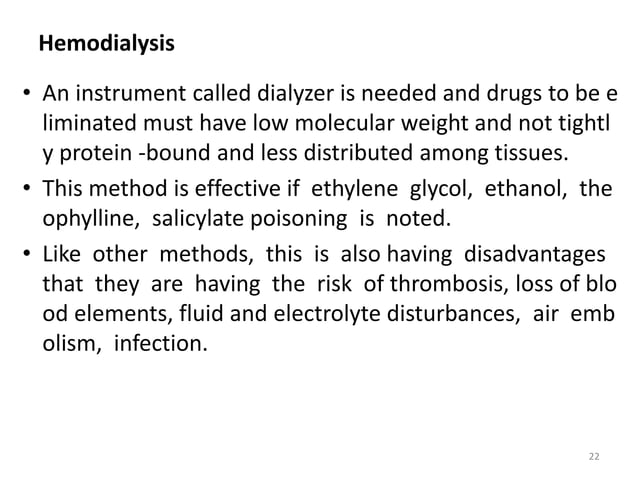 Hemodialysis
• An instrument called dialyzer is needed and drugs to be e
liminated must have low molecular weight and not tightl
y protein -bound and less distributed among tissues.
• This method is effective if ethylene glycol, ethanol, the
ophylline, salicylate poisoning is noted.
• Like other methods, this is also having disadvantages
that they are having the risk of thrombosis, loss of blo
od elements, fluid and electrolyte disturbances, air emb
olism, infection.
22